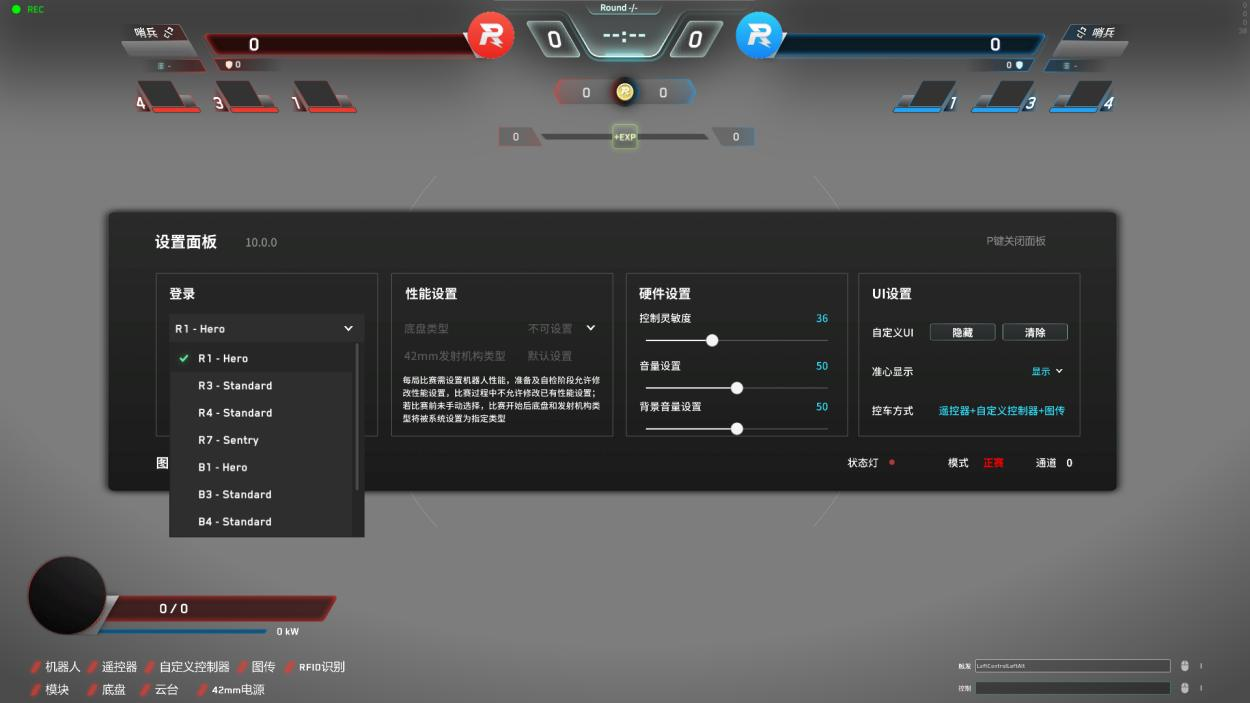 REC
Round -/-
哨兵
0
0
--:--
0
0
哨兵
-
0
0
-
4
3
1
0
0
1
3
4
0
+EXP
0
设置面板
10.0.0
P键关闭面板
登录
R1 - Hero
R1 - Hero
R3 - Standard
R4 - Standard
R7 - Sentry
B1 - Hero
B3 - Standard
B4 - Standard
图
性能设置
底盘类型
不可设置
42mm发射机构类型
默认设置
每局比赛需设置机器人性能，准备及自检阶段允许修
改性能设置，比赛过程中不允许修改已有性能设置；
若比赛前未手动选择，比赛开始后底盘和发射机构类
型将被系统设置为指定类型
硬件设置
控制灵敏度
36
音量设置
50
背景音量设置
50
UI设置
自定义UI
隐藏
清除
准心显示
显示
控车方式
遥控器+自定义控制器+图传
状态灯
模式
正赛
通道
0
0 / 0
0 kW
机器人
遥控器
自定义控制器
图传
RFID识别
模块
底盘
云台
42mm电源
触发
LeftControlLeftAlt
控制